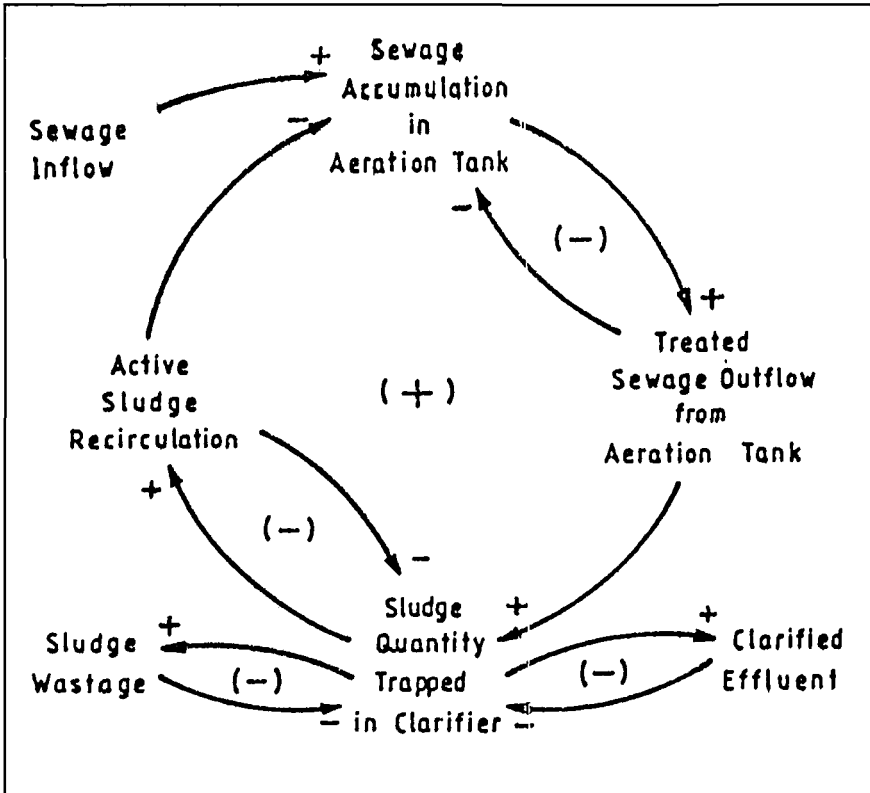 +
Sewage
Accumulation
in
Aeration Tank
Sewage
Inflow
-
-
(-)
+
Treated
Sewage Outflow
from
Aeration Tank
Active
Sludge
Recirculation
(+)
+
(-)
-
Sludge
Quantity
Trapped
in Clarifier
+
+
Sludge
Wastage
(-)
-
+
Clarified
Effluent
(-)
-